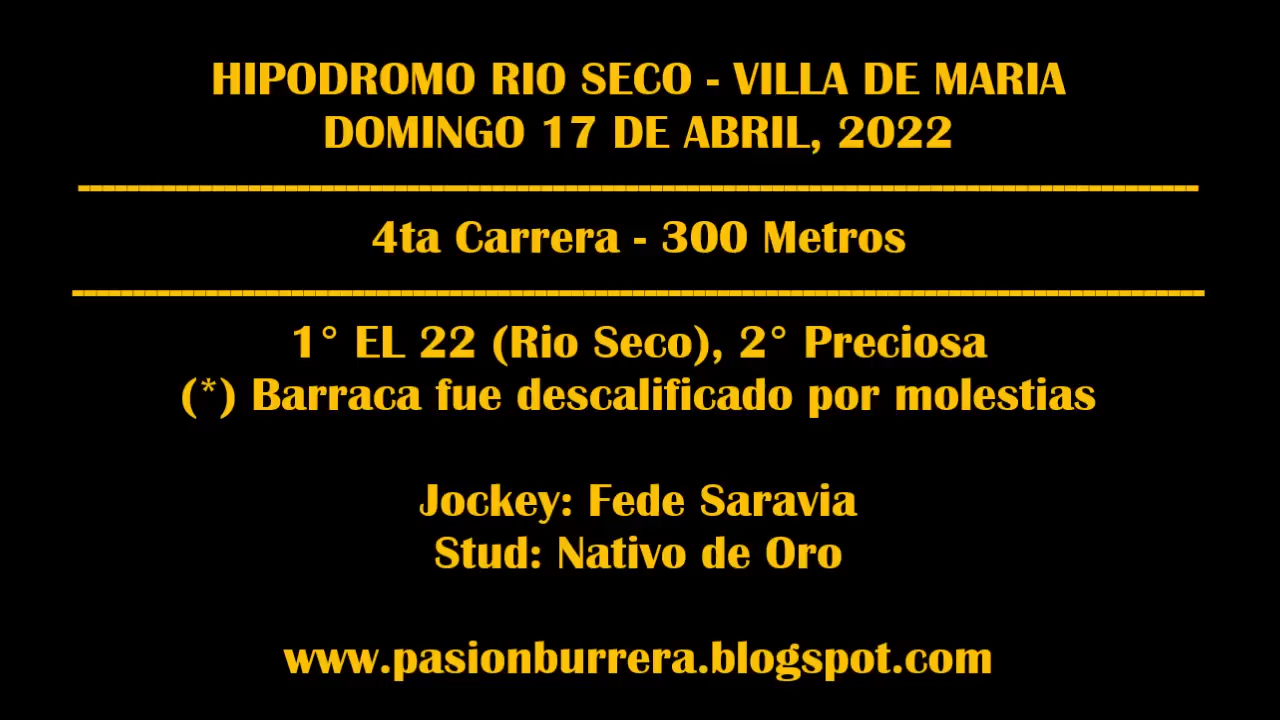 HIPODROMO RIO SECO - VILLA DE MARIA
DOMINGO 17 DE ABRIL, 2022
4ta Carrera - 300 Metros
1° EL 22 (Rio Seco), 2° Preciosa
(*) Barraca fue descalificado por molestias
Jockey: Fede Saravia
Stud: Nativo de Oro
www.pasionburrera.blogspot.com